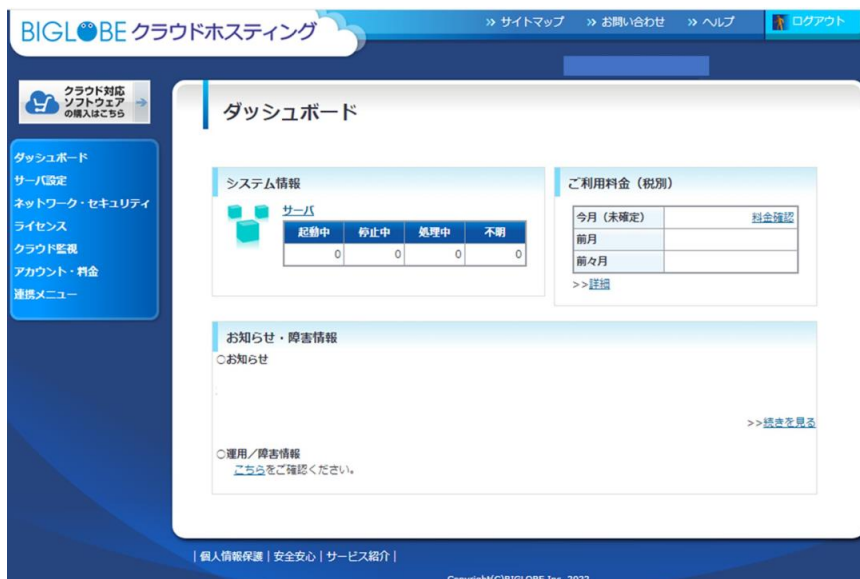 BIGLOBE クラウドホスティング
>> サイトマップ >> お問い合わせ >> ヘルプ ログアウト
クラウド対応
ソフトウェア
の購入はこちら
ダッシュボード
サーバ設定
ネットワーク・セキュリティ
ライセンス
クラウド監視
アカウント・料金
連携メニュー
ダッシュボード
システム情報
サーバ
起動中 停止中 処理中 不明
0 0 0 0
ご利用料金（税別）
今月（未確定） 料金確認
前月
前々月
>>詳細
お知らせ・障害情報
○お知らせ
>>続きを見る
○運用／障害情報
こちらをご確認ください。
| 個人情報保護 | 安全安心 | サービス紹介 |
Copyright(C)BIGLOBE Inc. 2022